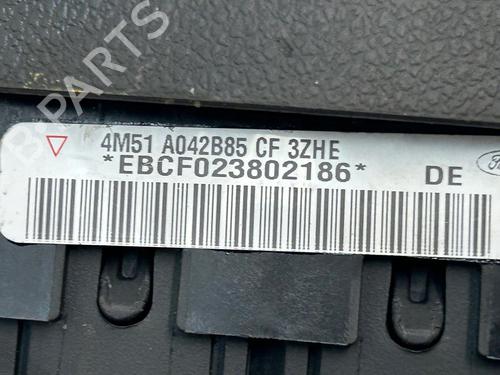 B-PARTS
4M51 A042B85 CF 3ZHE
*EBCF023802186* DE